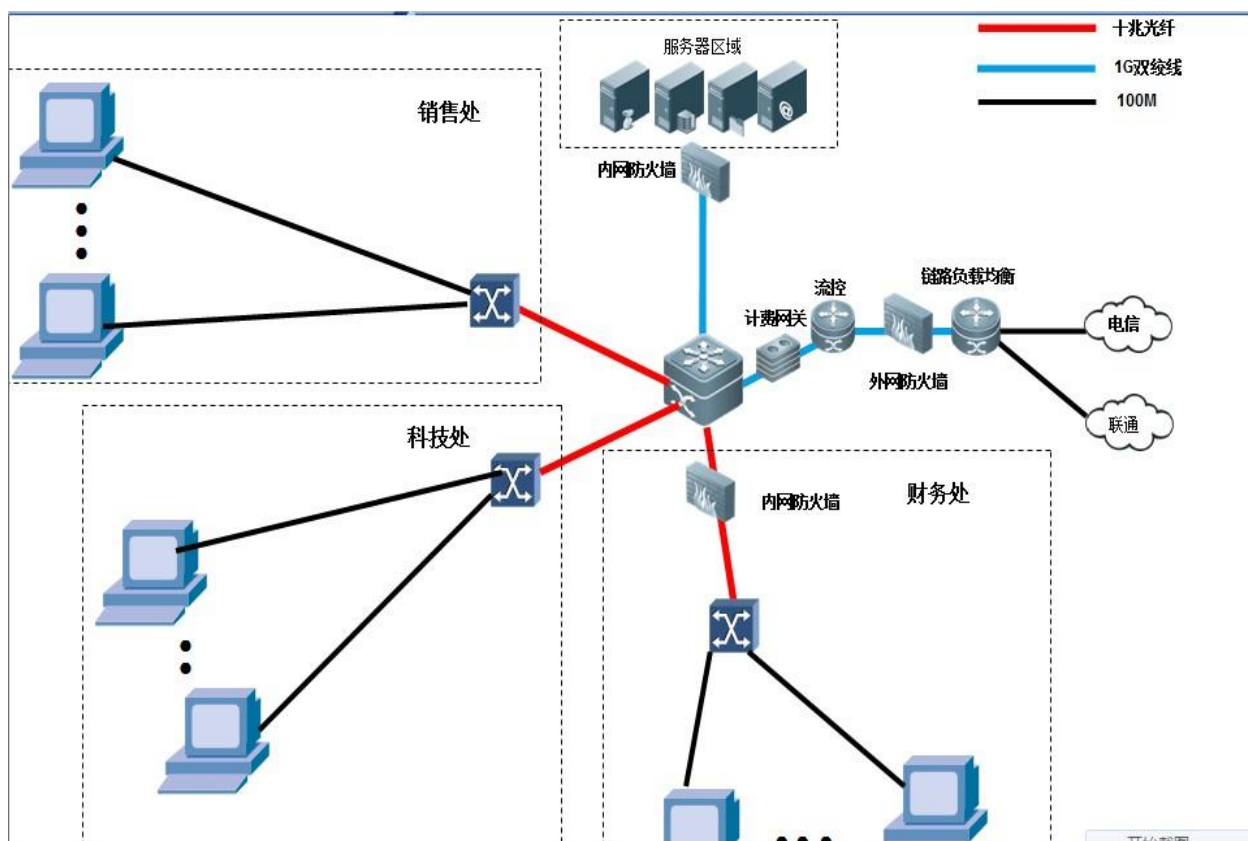 服务器区域
十兆光纤
1G双绞线
100M
销售处
内网防火墙
链路负载均衡
流控
计费网关
电信
外网防火墙
联通
科技处
内网防火墙
财务处